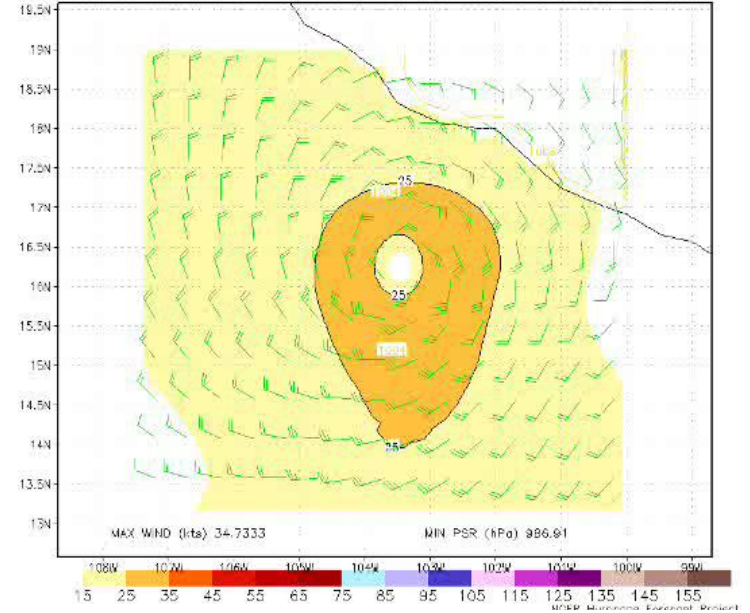 19.5N
19N
18.5N
18N
17.5N
17N
25
16.5N
16N
25
15.5N
15N
1004
14.5N
14N
25
13.5N
13N
MAX WIND (kts) 34.7333 MIN PSR (hPa) 986.91
108W 107W 106W 105W 104W 103W 102W 101W 100W 99W
15 25 35 45 55 65 75 85 95 105 115 125 135 145 155
NCEP Hurricane Forecast Project